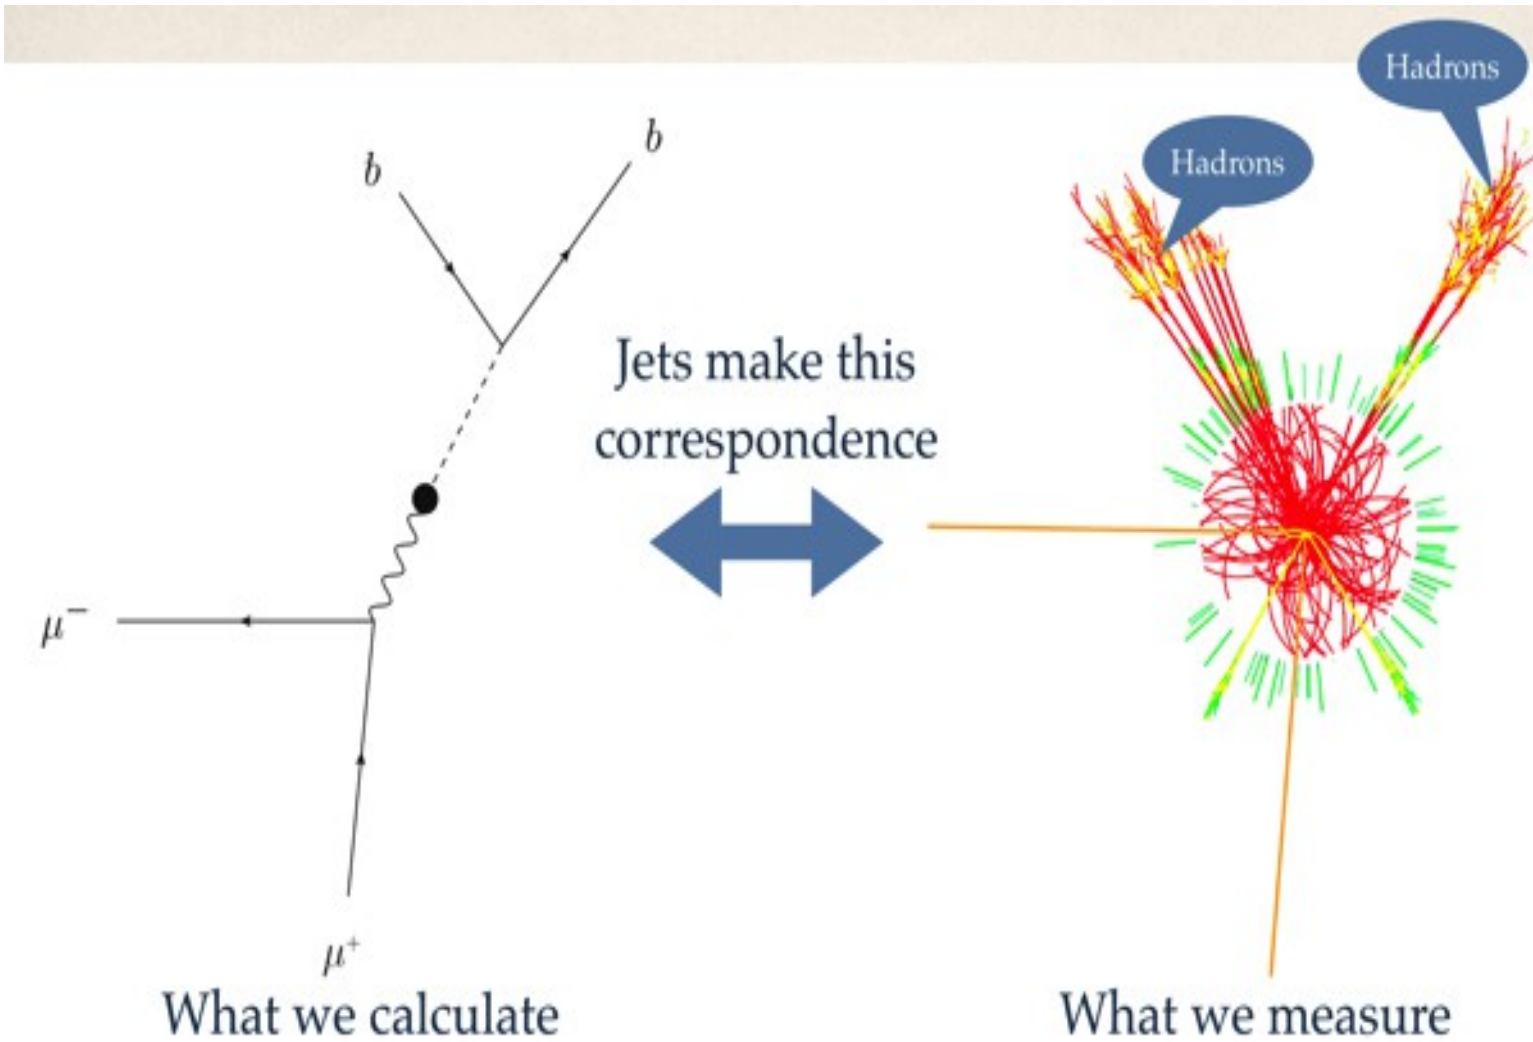 Hadrons
Hadrons
b
b
Jets make this
correspondence
μ⁻
μ⁺
What we calculate
What we measure